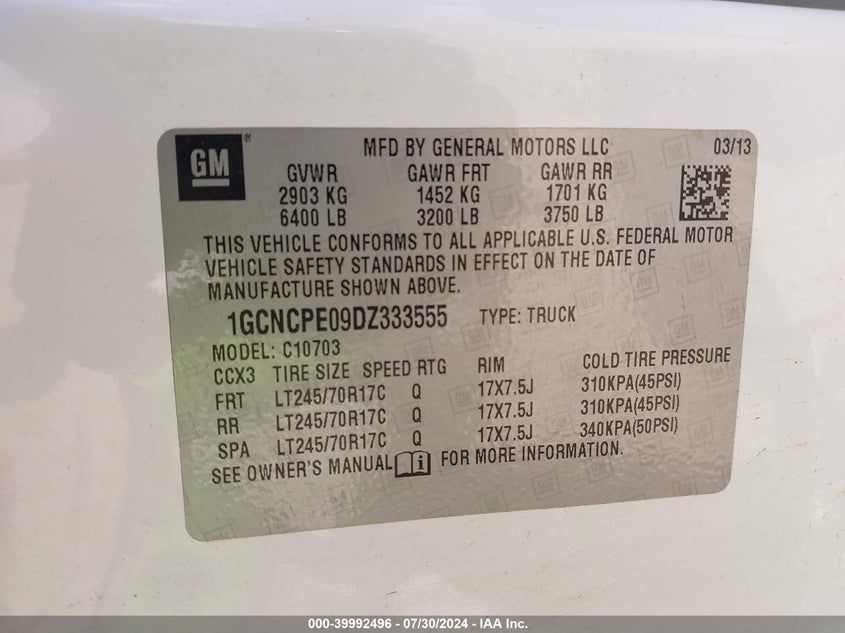 GM® MFD BY GENERAL MOTORS LLC 03/13
GVWR GAWR FRT GAWR RR
2903 KG 1452 KG 1701 KG
6400 LB 3200 LB 3750 LB
THIS VEHICLE CONFORMS TO ALL APPLICABLE U.S. FEDERAL MOTOR
VEHICLE SAFETY STANDARDS IN EFFECT ON THE DATE OF
MANUFACTURE SHOWN ABOVE.
1GCNCPE09DZ333555 TYPE: TRUCK
MODEL: C10703
CCX3 TIRE SIZE SPEED RTG RIM COLD TIRE PRESSURE
FRT LT245/70R17C Q 17X7.5J 310KPA(45PSI)
RR LT245/70R17C Q 17X7.5J 310KPA(45PSI)
SPA LT245/70R17C Q 17X7.5J 340KPA(50PSI)
SEE OWNER'S MANUAL FOR MORE INFORMATION.
000-39992496 - 07/30/2024 - IAA Inc.